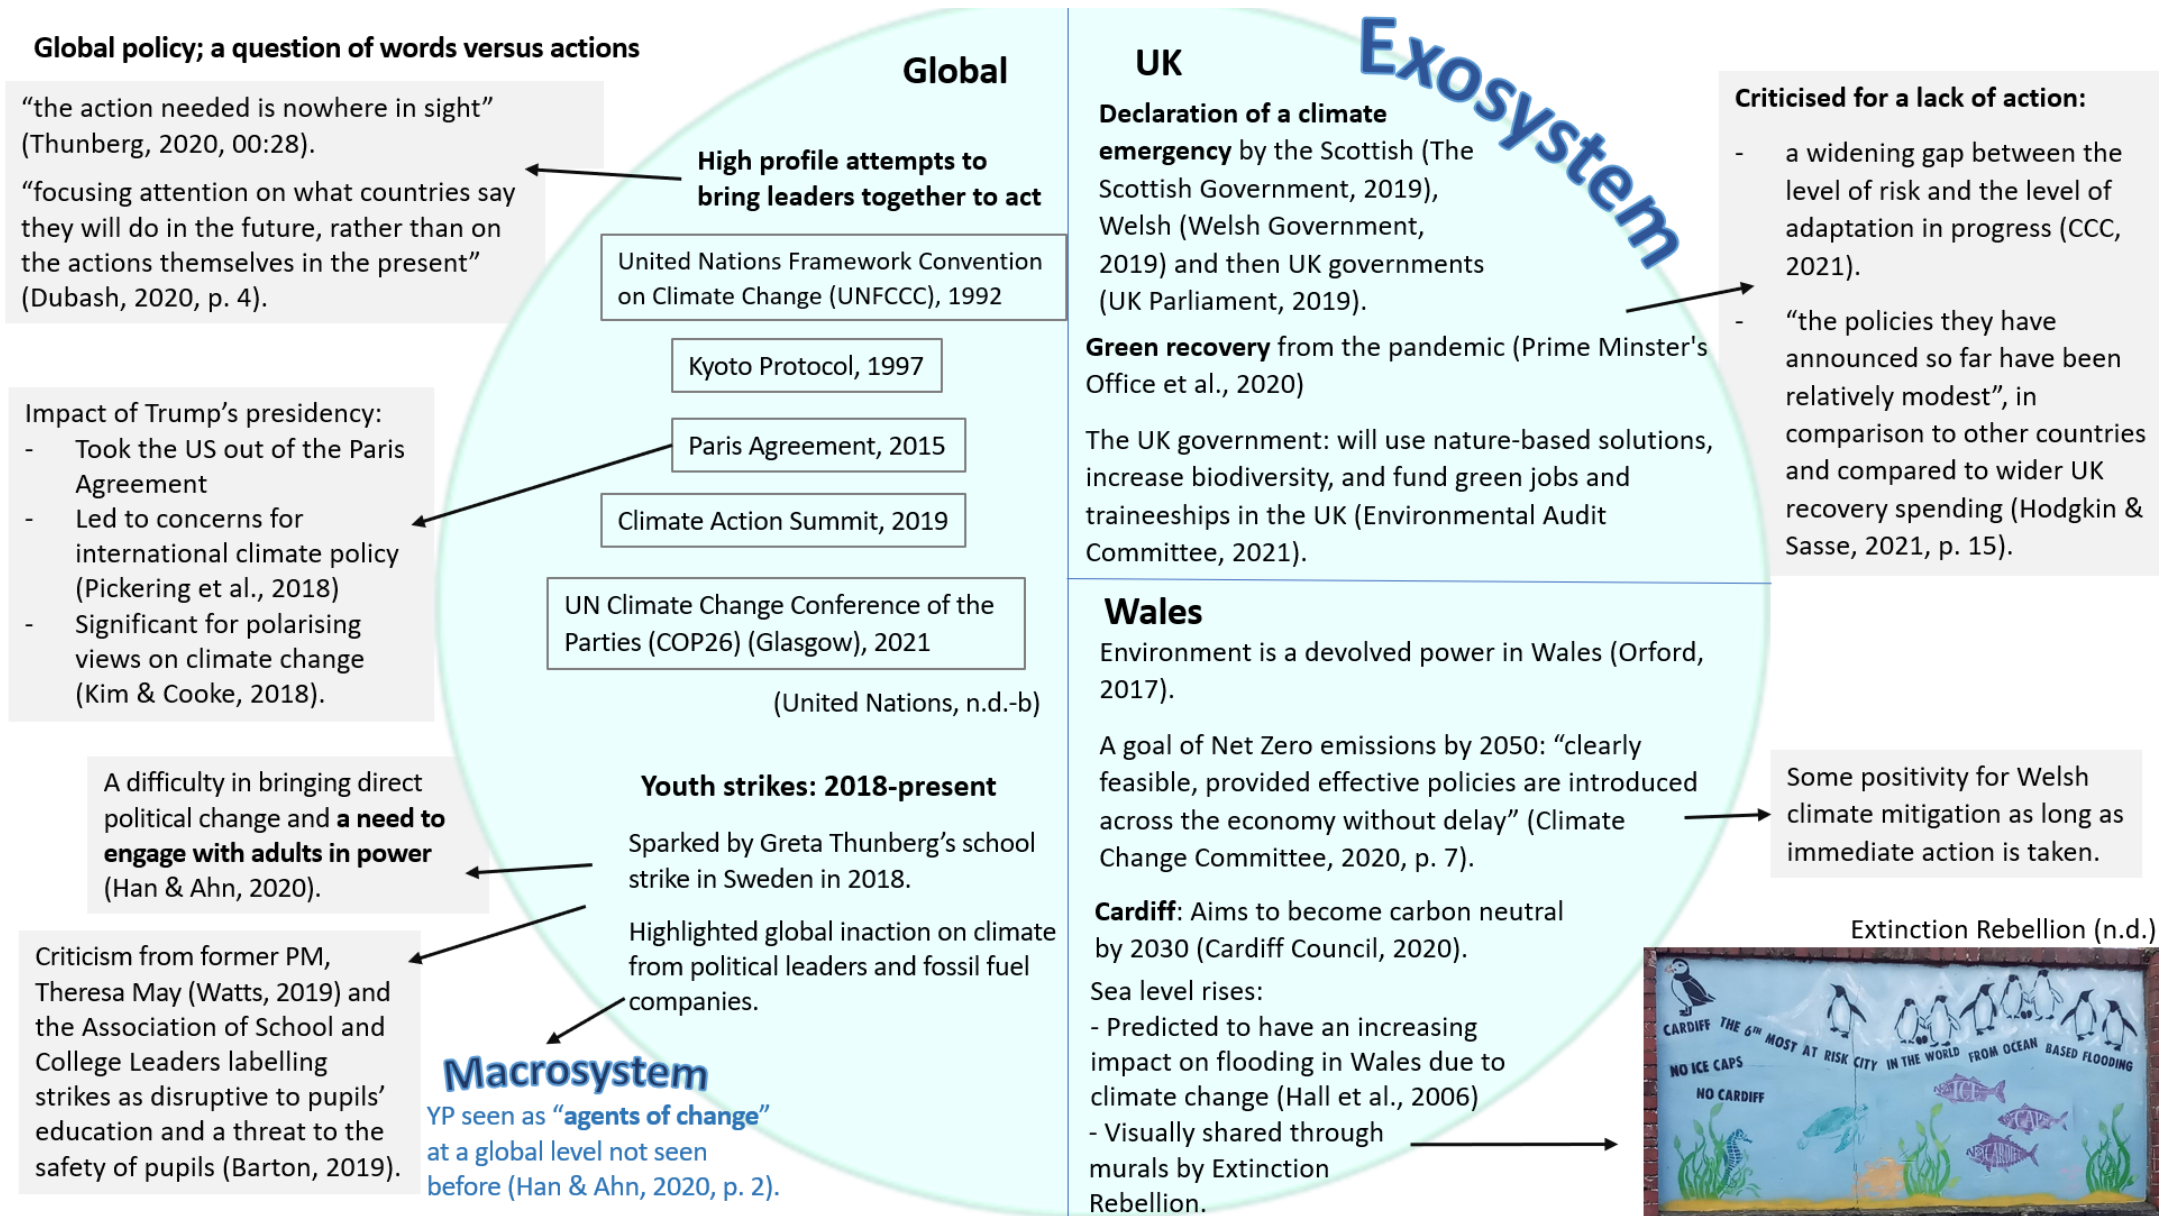 Global policy; a question of words versus actions
“the action needed is nowhere in sight”
(Thunberg, 2020, 00:28).
“focusing attention on what countries say
they will do in the future, rather than on
the actions themselves in the present”
(Dubash, 2020, p. 4).
Impact of Trump’s presidency:
- Took the US out of the Paris
Agreement
- Led to concerns for
international climate policy
(Pickering et al., 2018)
- Significant for polarising
views on climate change
(Kim & Cooke, 2018).
A difficulty in bringing direct
political change and a need to
engage with adults in power
(Han & Ahn, 2020).
Criticism from former PM,
Theresa May (Watts, 2019) and
the Association of School and
College Leaders labelling
strikes as disruptive to pupils’
education and a threat to the
safety of pupils (Barton, 2019).
Global
High profile attempts to
bring leaders together to act
United Nations Framework Convention
on Climate Change (UNFCCC), 1992
Kyoto Protocol, 1997
Paris Agreement, 2015
Climate Action Summit, 2019
UN Climate Change Conference of the
Parties (COP26) (Glasgow), 2021
(United Nations, n.d.-b)
Youth strikes: 2018-present
Sparked by Greta Thunberg’s school
strike in Sweden in 2018.
Highlighted global inaction on climate
from political leaders and fossil fuel
companies.
Macrosystem
YP seen as “agents of change”
at a global level not seen
before (Han & Ahn, 2020, p. 2).
Exosystem
UK
Declaration of a climate
emergency by the Scottish (The
Scottish Government, 2019),
Welsh (Welsh Government,
2019) and then UK governments
(UK Parliament, 2019).
Green recovery from the pandemic (Prime Minster's
Office et al., 2020)
The UK government: will use nature-based solutions,
increase biodiversity, and fund green jobs and
traineeships in the UK (Environmental Audit
Committee, 2021).
Criticised for a lack of action:
- a widening gap between the
level of risk and the level of
adaptation in progress (CCC,
2021).
- “the policies they have
announced so far have been
relatively modest”, in
comparison to other countries
and compared to wider UK
recovery spending (Hodgkin &
Sasse, 2021, p. 15).
Wales
Environment is a devolved power in Wales (Orford,
2017).
A goal of Net Zero emissions by 2050: “clearly
feasible, provided effective policies are introduced
across the economy without delay” (Climate
Change Committee, 2020, p. 7).
Some positivity for Welsh
climate mitigation as long as
immediate action is taken.
Cardiff: Aims to become carbon neutral
by 2030 (Cardiff Council, 2020).
Sea level rises:
- Predicted to have an increasing
impact on flooding in Wales due to
climate change (Hall et al., 2006)
- Visually shared through
murals by Extinction
Rebellion.
Extinction Rebellion (n.d.)
CARDIFF THE 6TH MOST AT RISK CITY IN THE WORLD FROM OCEAN BASED FLOODING
NO ICE CAPS
NO CARDIFF